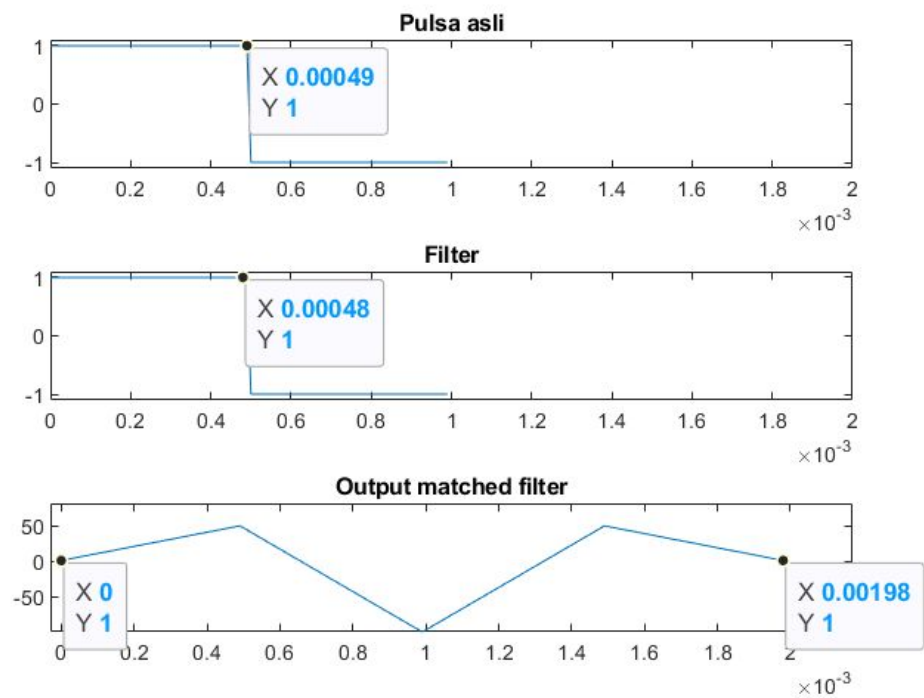 Pulsa asli
1
0
-1
X 0.00049
Y 1
0 0.2 0.4 0.6 0.8 1 1.2 1.4 1.6 1.8 2
×10⁻³
Filter
1
0
-1
X 0.00048
Y 1
0 0.2 0.4 0.6 0.8 1 1.2 1.4 1.6 1.8 2
×10⁻³
Output matched filter
50
0
-50
X 0
Y 1
X 0.00198
Y 1
0 0.2 0.4 0.6 0.8 1 1.2 1.4 1.6 1.8 2
×10⁻³